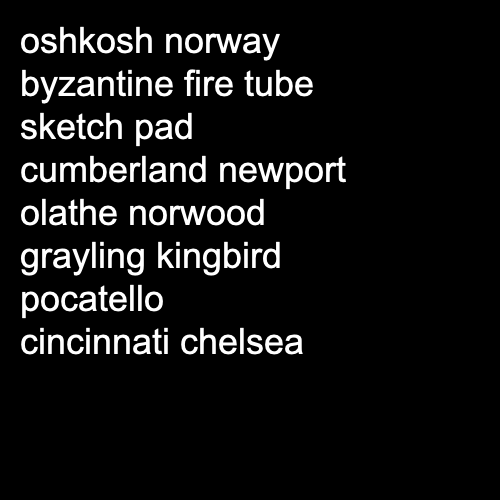 oshkosh norway
byzantine fire tube
sketch pad
cumberland newport
olathe norwood
grayling kingbird
pocatello
cincinnati chelsea